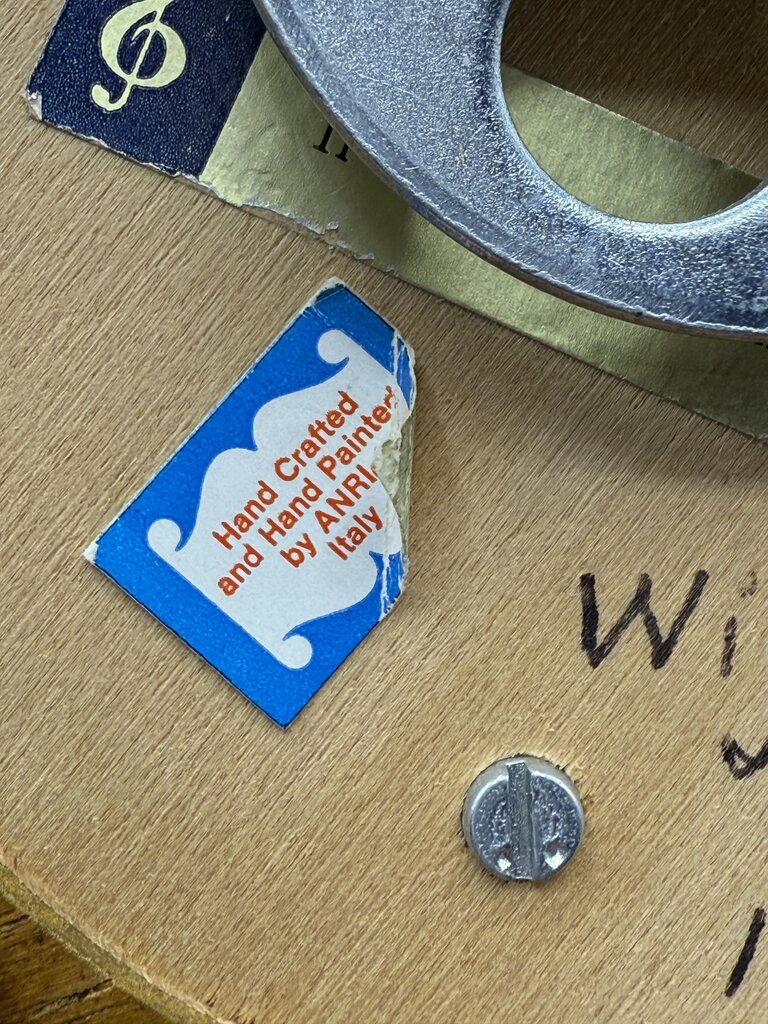 Hand Crafted
and Hand Painted
by ANRI
Italy